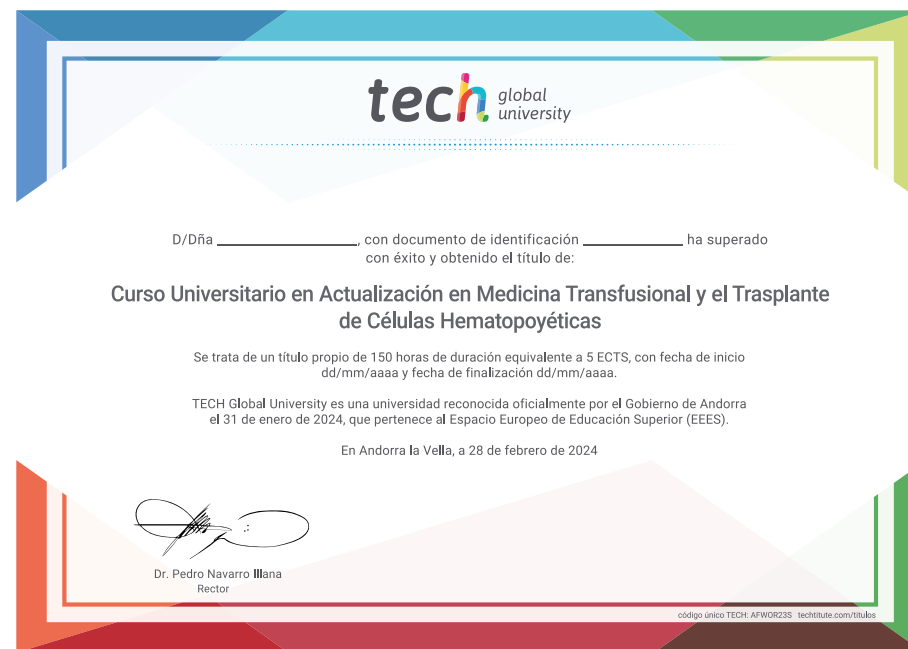 tech global university
D/Dña ____________________, con documento de identificación ______________ ha superado
con éxito y obtenido el título de:
Curso Universitario en Actualización en Medicina Transfusional y el Trasplante
de Células Hematopoyéticas
Se trata de un título propio de 150 horas de duración equivalente a 5 ECTS, con fecha de inicio
dd/mm/aaaa y fecha de finalización dd/mm/aaaa.
TECH Global University es una universidad reconocida oficialmente por el Gobierno de Andorra
el 31 de enero de 2024, que pertenece al Espacio Europeo de Educación Superior (EEES).
En Andorra la Vella, a 28 de febrero de 2024
Dr. Pedro Navarro Illana
Rector
código único TECH: AFWOR23S techtitute.com/titulos